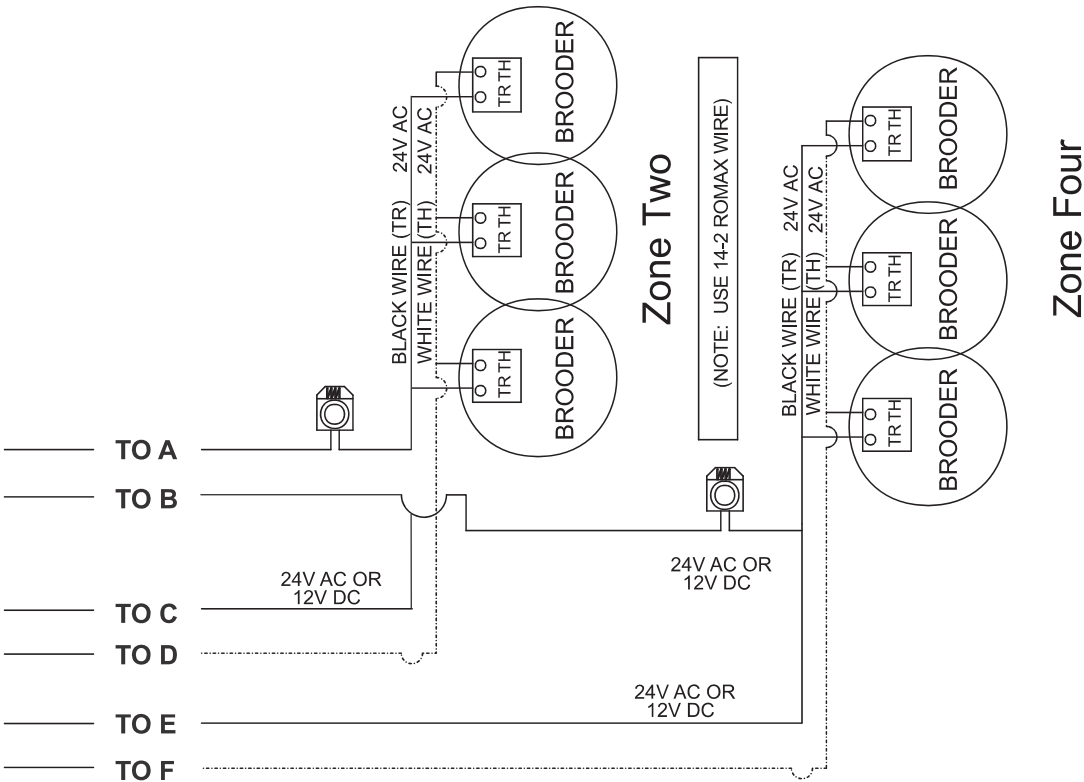 BROODER
TR TH
BROODER
TR TH
BROODER
TR TH
BLACK WIRE (TR) 24V AC
WHITE WIRE (TH) 24V AC
Zone Two
(NOTE: USE 14-2 ROMAX WIRE)
BROODER
TR TH
BROODER
TR TH
BROODER
TR TH
BLACK WIRE (TR) 24V AC
WHITE WIRE (TH) 24V AC
Zone Four
TO A
TO B
24V AC OR
12V DC
24V AC OR
12V DC
TO C
TO D
24V AC OR
12V DC
TO E
TO F